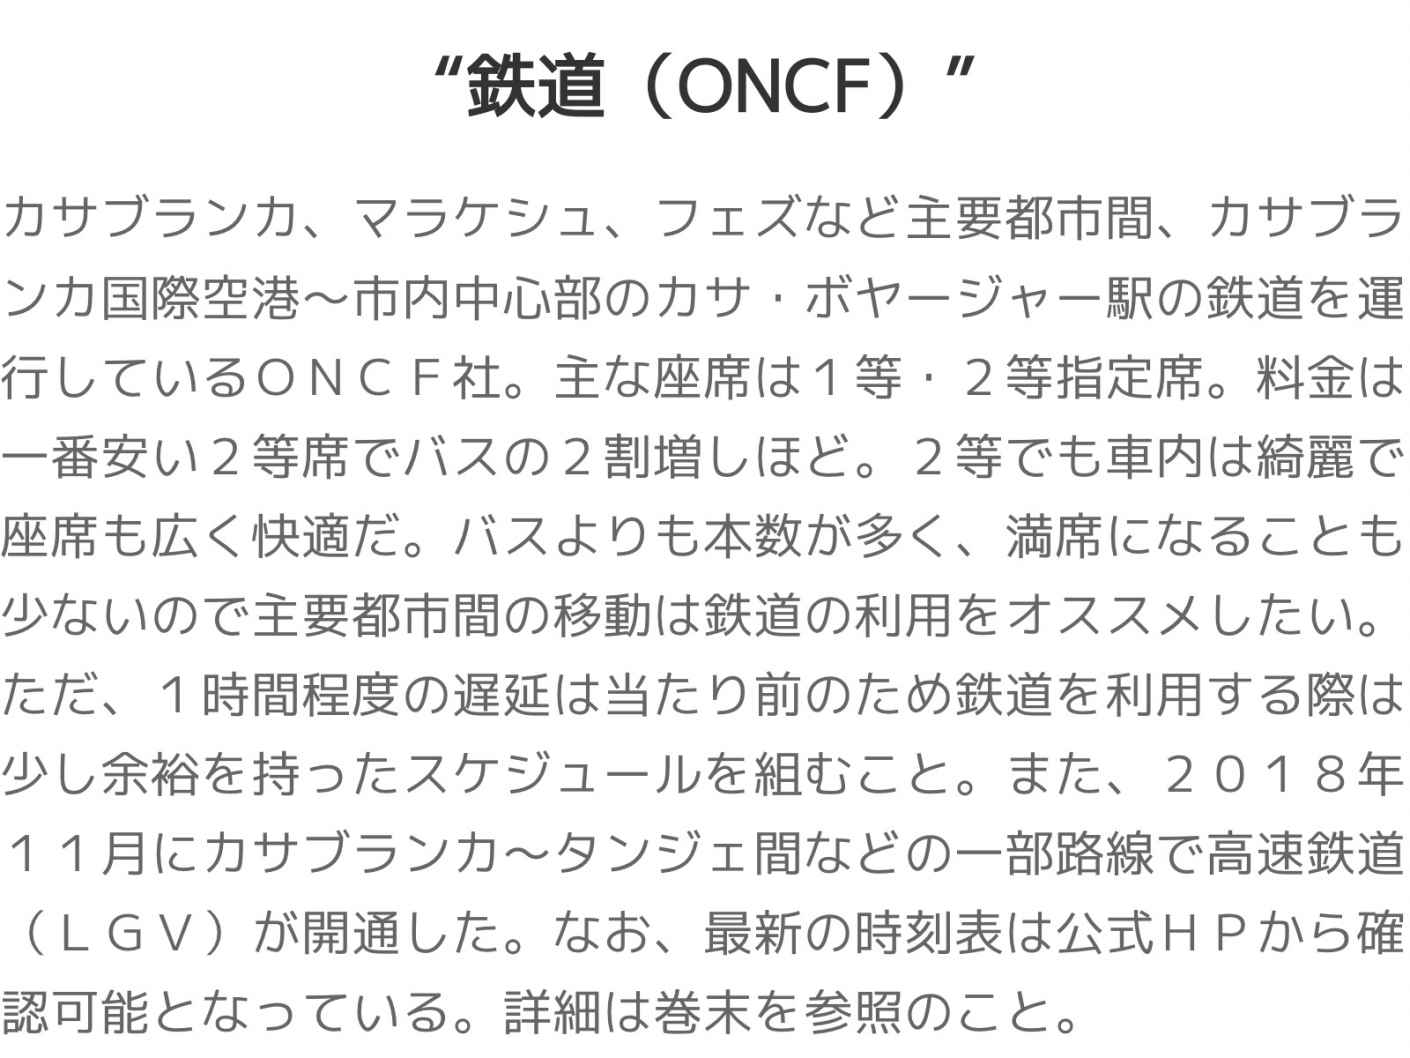 “鉄道（ONCF）”
カサブランカ、マラケシュ、フェズなど主要都市間、カサブラ
ンカ国際空港～市内中心部のカサ・ボヤージャー駅の鉄道を運
行しているＯＮＣＦ社。主な座席は１等・２等指定席。料金は
一番安い２等席でバスの２割増しほど。２等でも車内は綺麗で
座席も広く快適だ。バスよりも本数が多く、満席になることも
少ないので主要都市間の移動は鉄道の利用をオススメしたい。
ただ、１時間程度の遅延は当たり前のため鉄道を利用する際は
少し余裕を持ったスケジュールを組むこと。また、２０１８年
１１月にカサブランカ～タンジェ間などの一部路線で高速鉄道
（ＬＧＶ）が開通した。なお、最新の時刻表は公式ＨＰから確
認可能となっている。詳細は巻末を参照のこと。